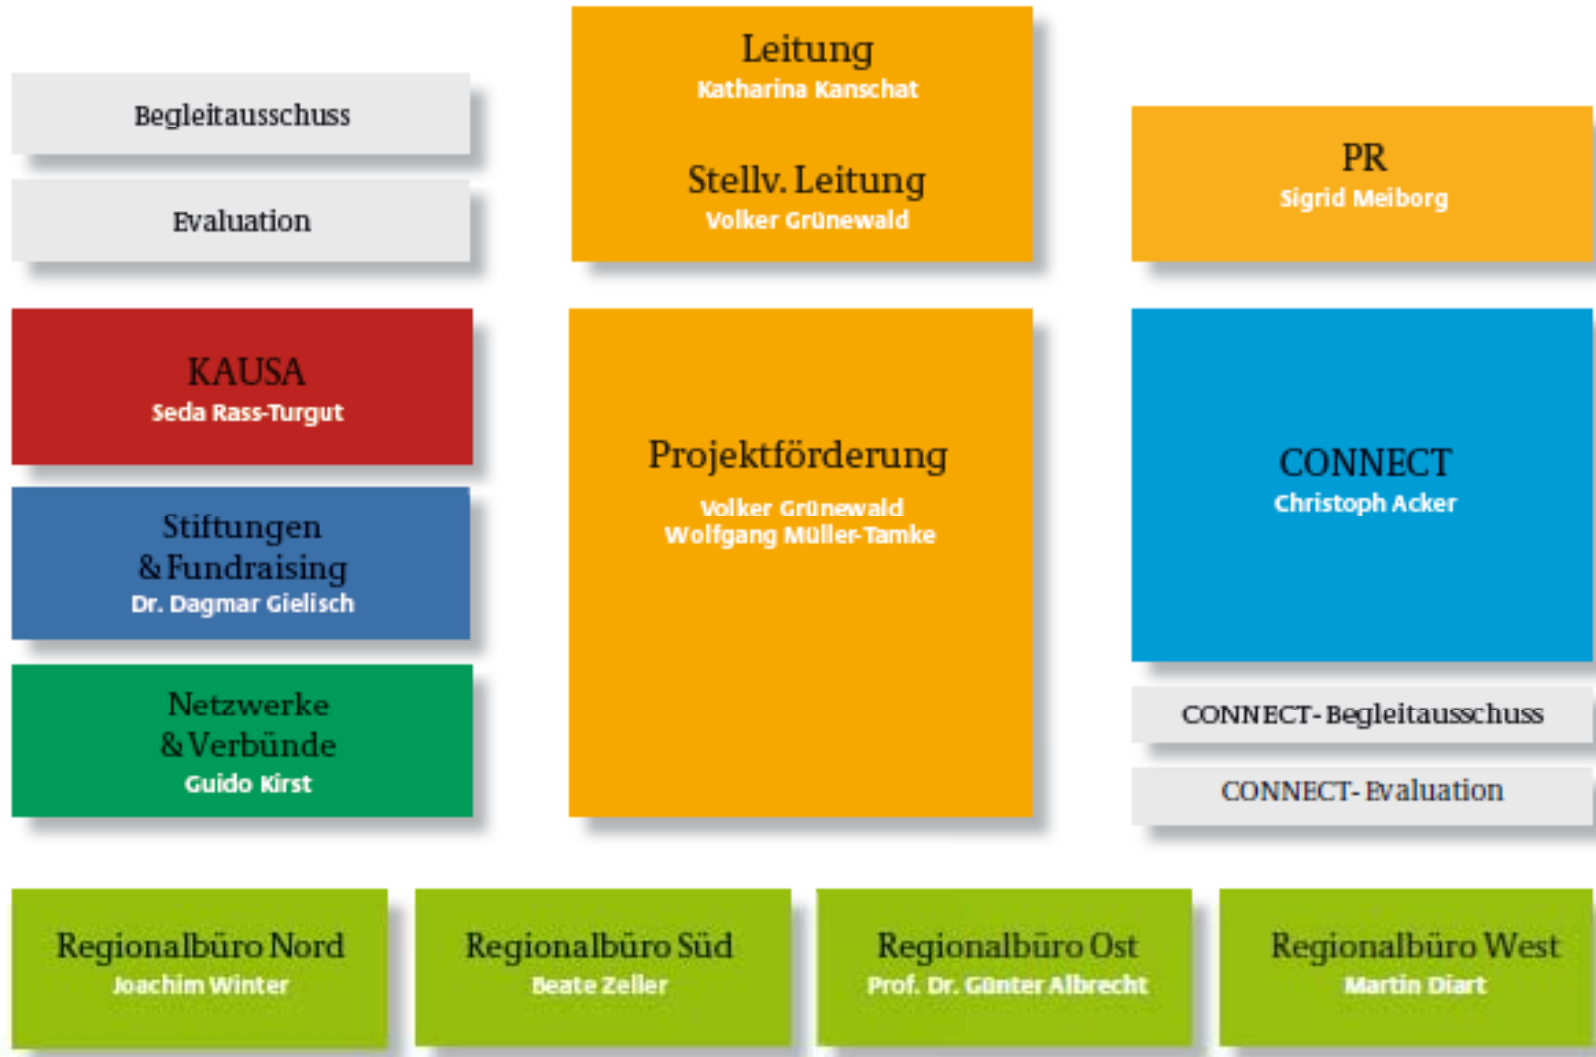 Leitung
Katharina Kanschat
Stellv. Leitung
Volker Grünewald
Begleitausschuss
Evaluation
PR
Sigrid Meiborg
KAUSA
Seda Rass-Turgut
Stiftungen
& Fundraising
Dr. Dagmar Gielisch
Netzwerke
& Verbünde
Guido Kirst
Projektförderung
Volker Grünewald
Wolfgang Müller-Tamke
CONNECT
Christoph Acker
CONNECT- Begleitausschuss
CONNECT- Evaluation
Regionalbüro Nord
Joachim Winter
Regionalbüro Süd
Beate Zeller
Regionalbüro Ost
Prof. Dr. Günter Albrecht
Regionalbüro West
Martin Diart